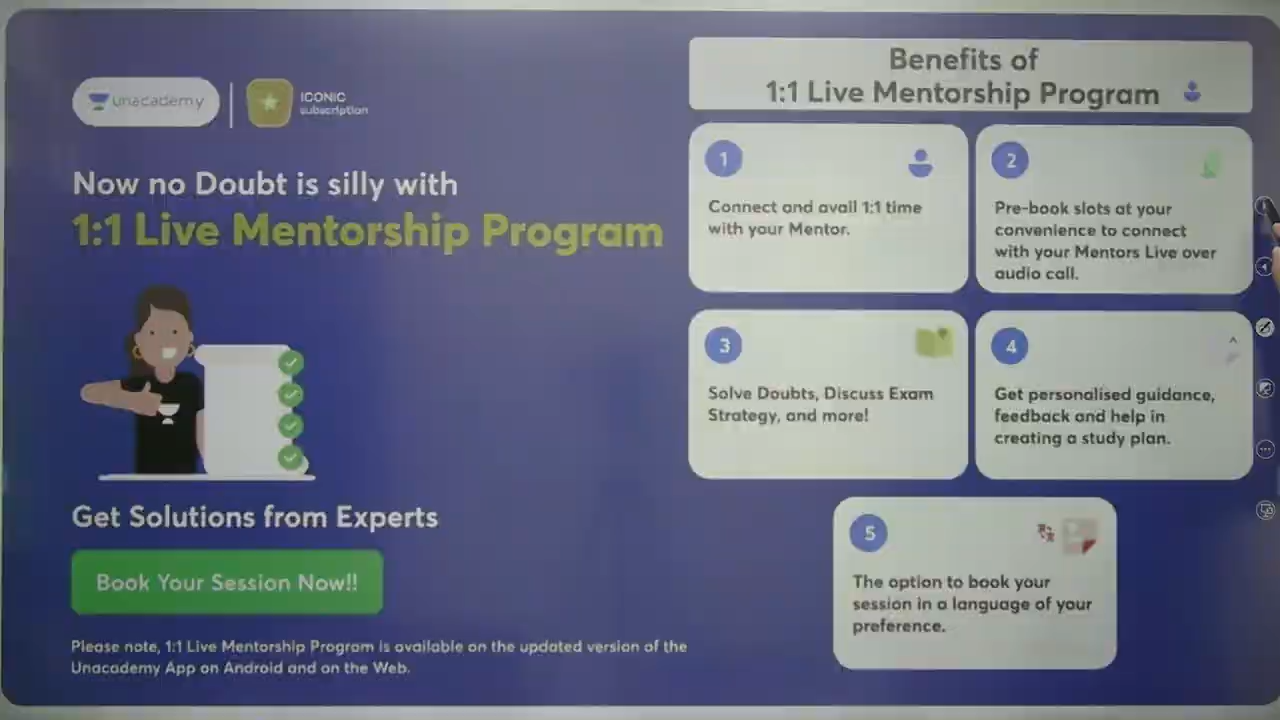 unacademy
ICONIC
subscription
Now no Doubt is silly with
1:1 Live Mentorship Program
Get Solutions from Experts
Book Your Session Now!!
Please note, 1:1 Live Mentorship Program is available on the updated version of the
Unacademy App on Android and on the Web.
Benefits of
1:1 Live Mentorship Program
1
Connect and avail 1:1 time
with your Mentor.
2
Pre-book slots at your
convenience to connect
with your Mentors Live over
audio call.
3
Solve Doubts, Discuss Exam
Strategy, and more!
4
Get personalised guidance,
feedback and help in
creating a study plan.
5
The option to book your
session in a language of your
preference.